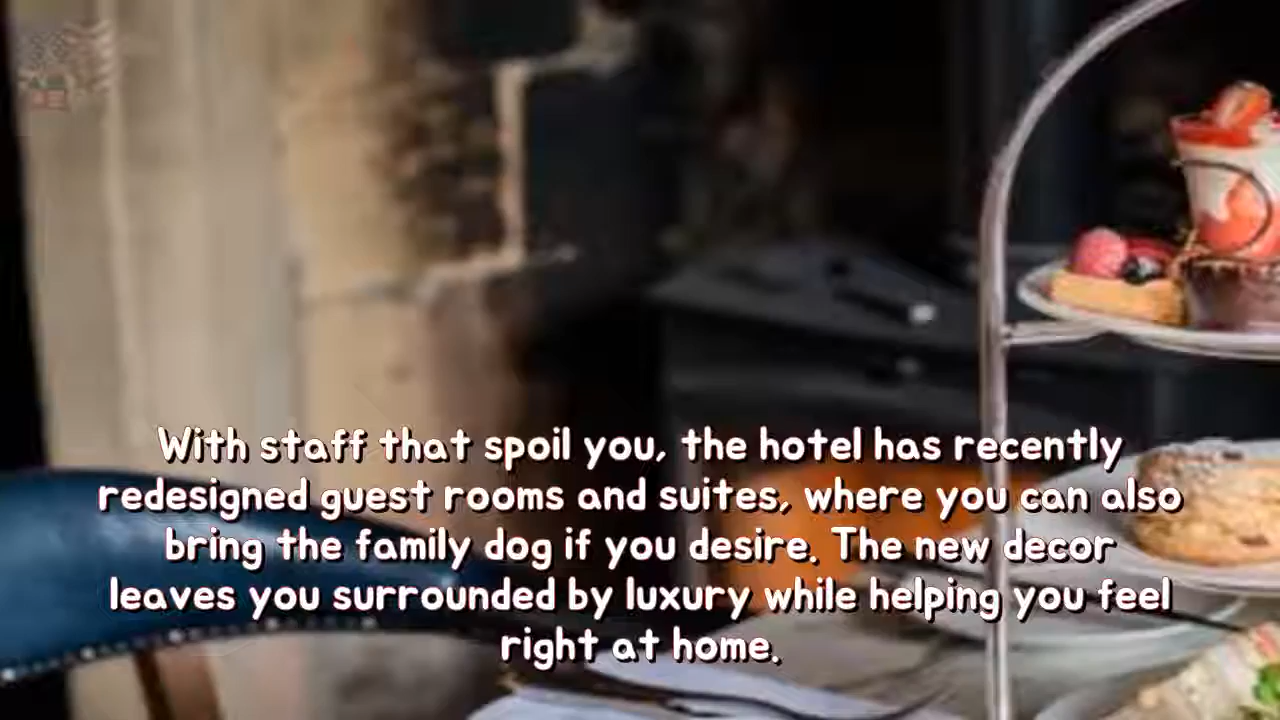 With staff that spoil you, the hotel has recently
redesigned guest rooms and suites, where you can also
bring the family dog if you desire. The new decor
leaves you surrounded by luxury while helping you feel
right at home.